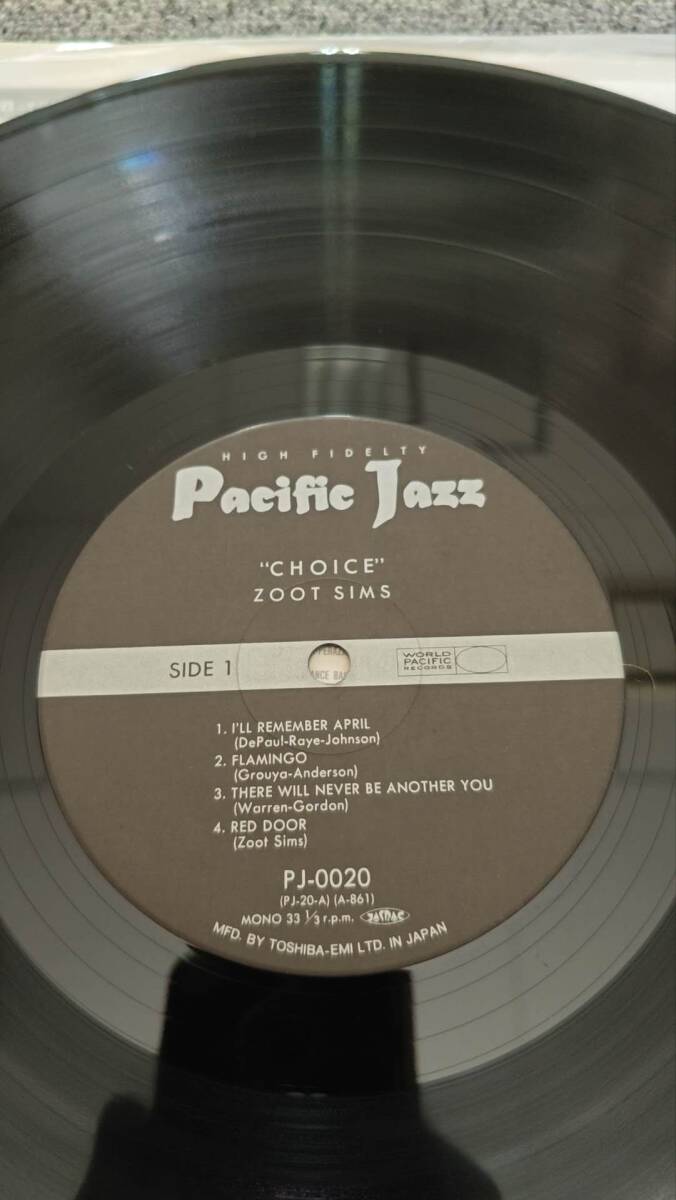 HIGH FIDELTY
Pacific Jazz
"CHOICE"
ZOOT SIMS
SIDE 1
WORLD
PACIFIC
RECORDS
1. I'LL REMEMBER APRIL
(DePaul-Raye-Johnson)
2. FLAMINGO
(Grouya-Anderson)
3. THERE WILL NEVER BE ANOTHER YOU
(Warren-Gordon)
4. RED DOOR
(Zoot Sims)
PJ-0020
(PJ-20-A) (A-861)
MONO 33 1/3 r.p.m. JASRAC
MFD. BY TOSHIBA-EMI LTD. IN JAPAN